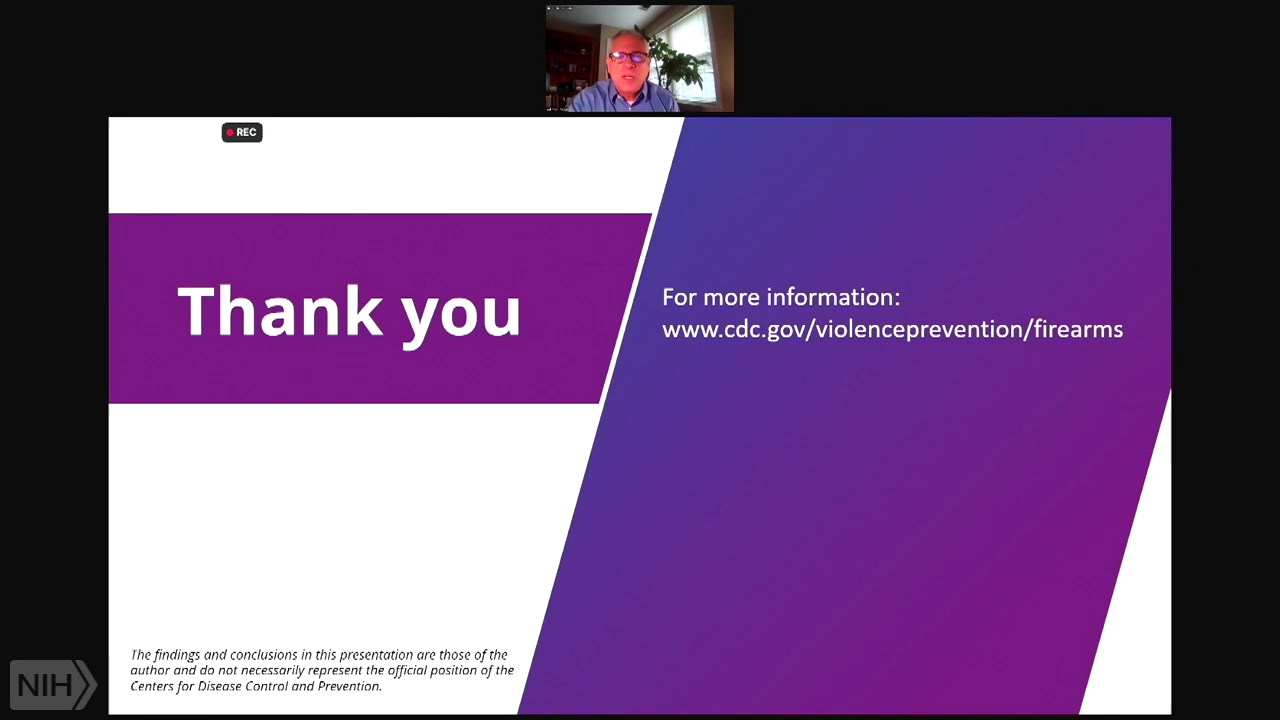 REC
Thank you
For more information:
www.cdc.gov/violenceprevention/firearms
The findings and conclusions in this presentation are those of the
author and do not necessarily represent the official position of the
Centers for Disease Control and Prevention.
NIH